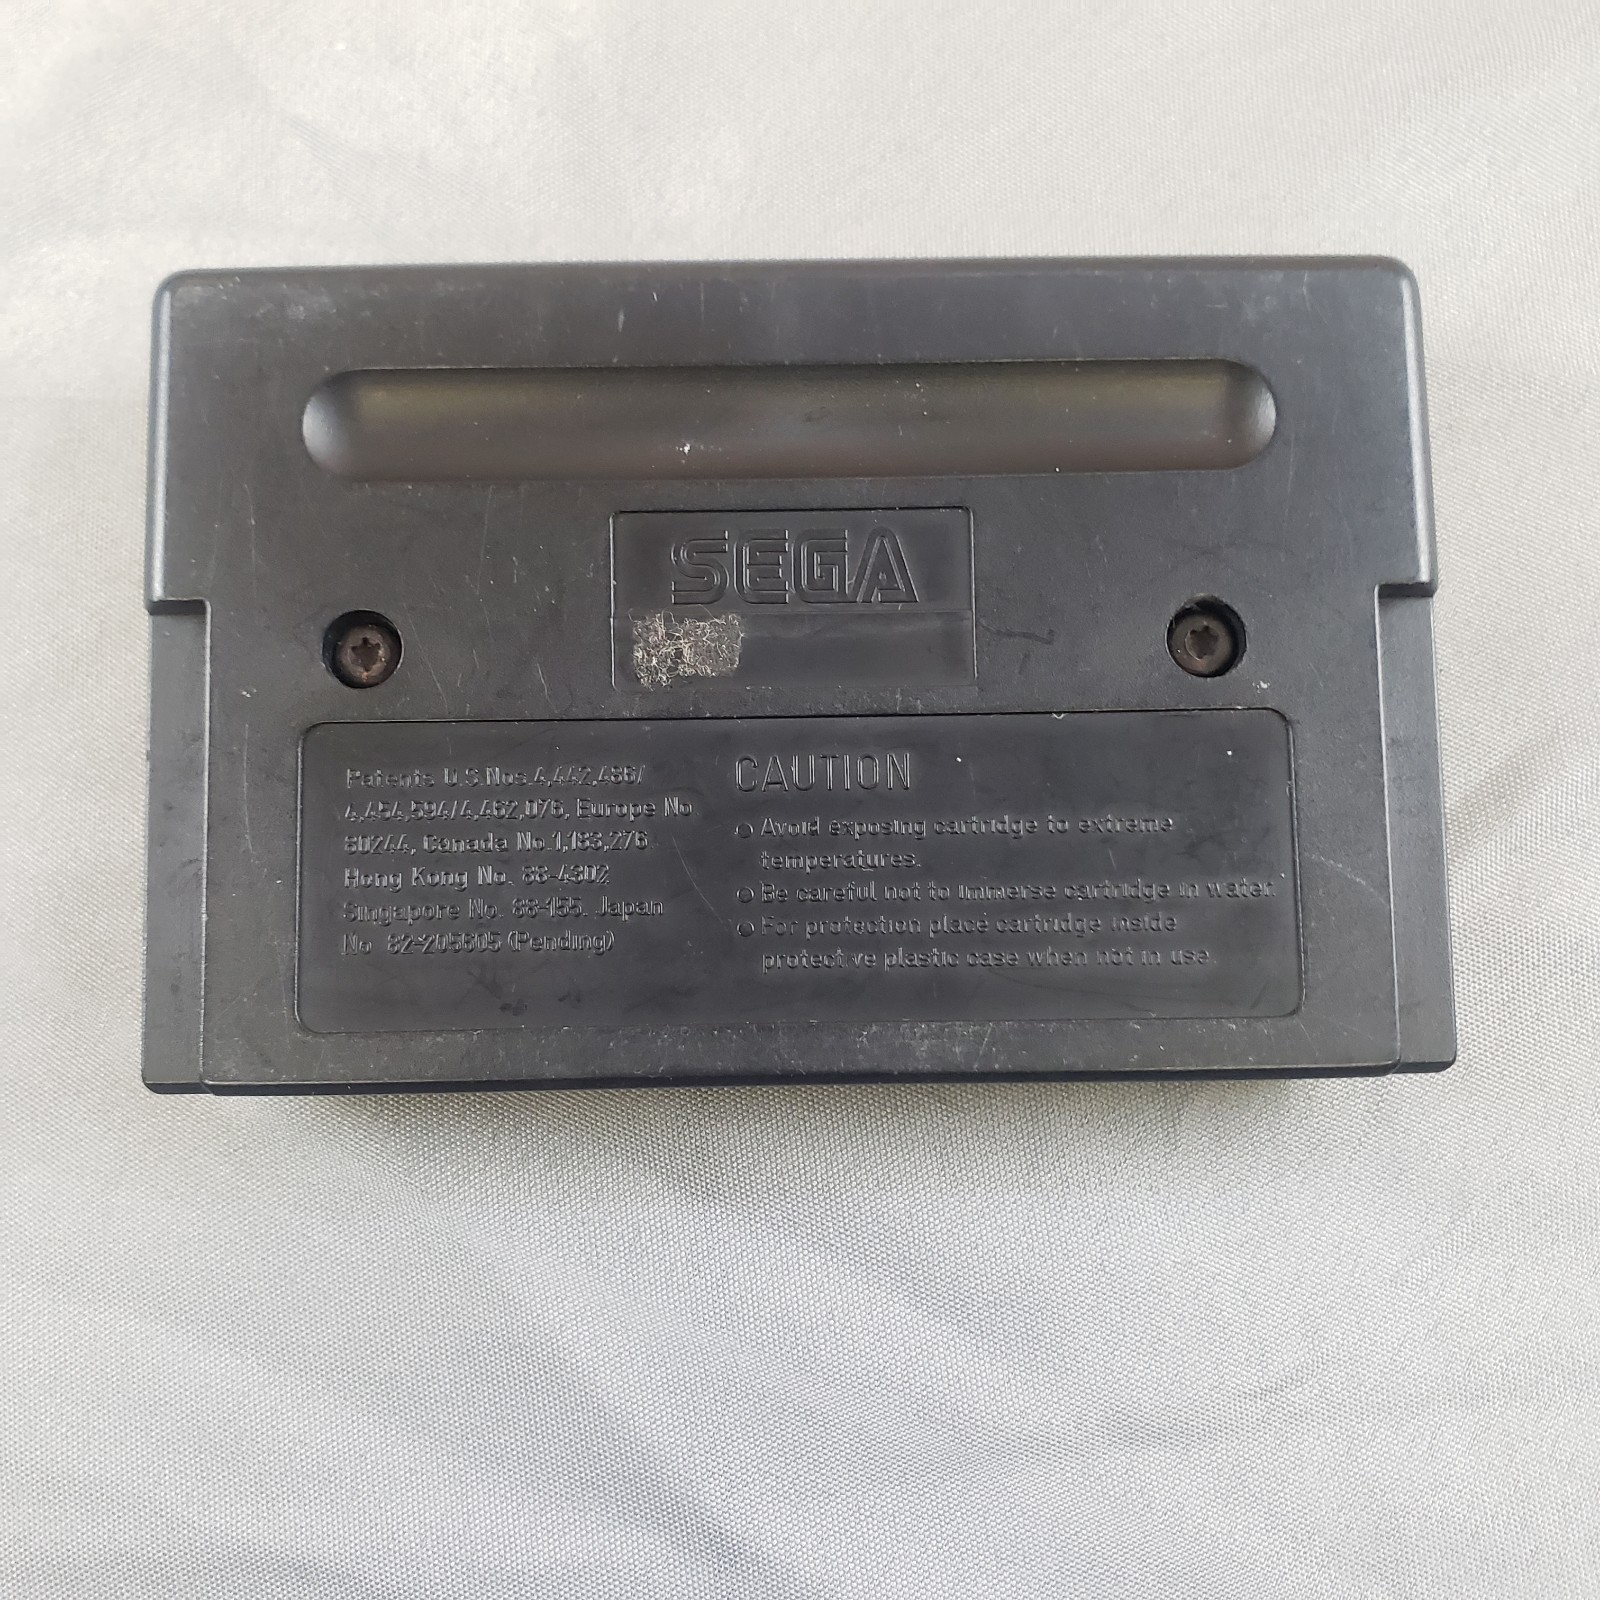 SEGA
Patents U.S.Nos.4,442,486/
4,454,594/4,462,076, Europe No
80244, Canada No.1,183,276
Hong Kong No. 88-4302
Singapore No. 88-155. Japan
No 82-205605 (Pending)
CAUTION
○ Avoid exposing cartridge to extreme
temperatures.
○ Be careful not to immerse cartridge in water.
○ For protection place cartridge inside
protective plastic case when not in use.